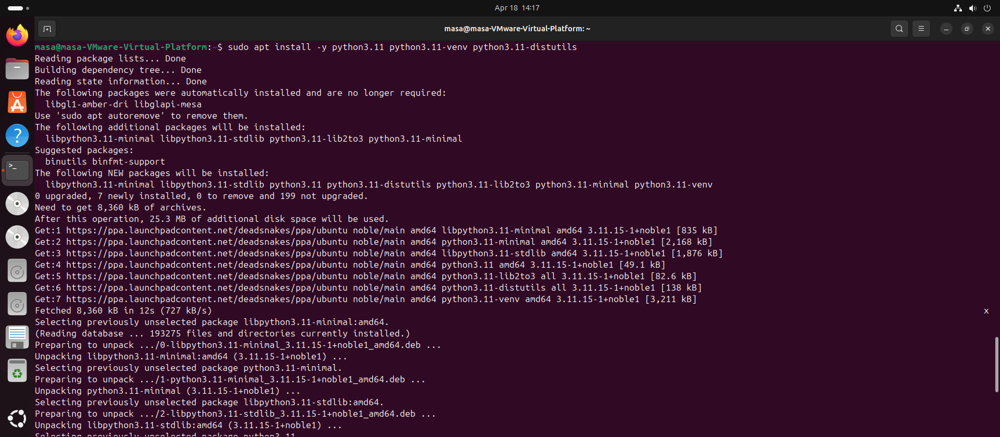 Apr 18 14:17
masa@masa-VMware-Virtual-Platform: ~
masa@masa-VMware-Virtual-Platform:~$ sudo apt install -y python3.11 python3.11-venv python3.11-distutils
Reading package lists... Done
Building dependency tree... Done
Reading state information... Done
The following packages were automatically installed and are no longer required:
  libgl1-amber-dri libglapi-mesa
Use 'sudo apt autoremove' to remove them.
The following additional packages will be installed:
  libpython3.11-minimal libpython3.11-stdlib python3.11-lib2to3 python3.11-minimal
Suggested packages:
  binutils binfmt-support
The following NEW packages will be installed:
  libpython3.11-minimal libpython3.11-stdlib python3.11 python3.11-distutils python3.11-lib2to3 python3.11-minimal python3.11-venv
0 upgraded, 7 newly installed, 0 to remove and 199 not upgraded.
Need to get 8,360 kB of archives.
After this operation, 25.3 MB of additional disk space will be used.
Get:1 https://ppa.launchpadcontent.net/deadsnakes/ppa/ubuntu noble/main amd64 libpython3.11-minimal amd64 3.11.15-1+noble1 [835 kB]
Get:2 https://ppa.launchpadcontent.net/deadsnakes/ppa/ubuntu noble/main amd64 python3.11-minimal amd64 3.11.15-1+noble1 [2,168 kB]
Get:3 https://ppa.launchpadcontent.net/deadsnakes/ppa/ubuntu noble/main amd64 libpython3.11-stdlib amd64 3.11.15-1+noble1 [1,876 kB]
Get:4 https://ppa.launchpadcontent.net/deadsnakes/ppa/ubuntu noble/main amd64 python3.11 amd64 3.11.15-1+noble1 [49.1 kB]
Get:5 https://ppa.launchpadcontent.net/deadsnakes/ppa/ubuntu noble/main amd64 python3.11-lib2to3 all 3.11.15-1+noble1 [82.6 kB]
Get:6 https://ppa.launchpadcontent.net/deadsnakes/ppa/ubuntu noble/main amd64 python3.11-distutils all 3.11.15-1+noble1 [138 kB]
Get:7 https://ppa.launchpadcontent.net/deadsnakes/ppa/ubuntu noble/main amd64 python3.11-venv amd64 3.11.15-1+noble1 [3,211 kB]
Fetched 8,360 kB in 12s (727 kB/s)
x
Selecting previously unselected package libpython3.11-minimal:amd64.
(Reading database ... 193275 files and directories currently installed.)
Preparing to unpack .../0-libpython3.11-minimal_3.11.15-1+noble1_amd64.deb ...
Unpacking libpython3.11-minimal:amd64 (3.11.15-1+noble1) ...
Selecting previously unselected package python3.11-minimal.
Preparing to unpack .../1-python3.11-minimal_3.11.15-1+noble1_amd64.deb ...
Unpacking python3.11-minimal (3.11.15-1+noble1) ...
Selecting previously unselected package libpython3.11-stdlib:amd64.
Preparing to unpack .../2-libpython3.11-stdlib_3.11.15-1+noble1_amd64.deb ...
Unpacking libpython3.11-stdlib:amd64 (3.11.15-1+noble1) ...
Selecting previously unselected package python3.11